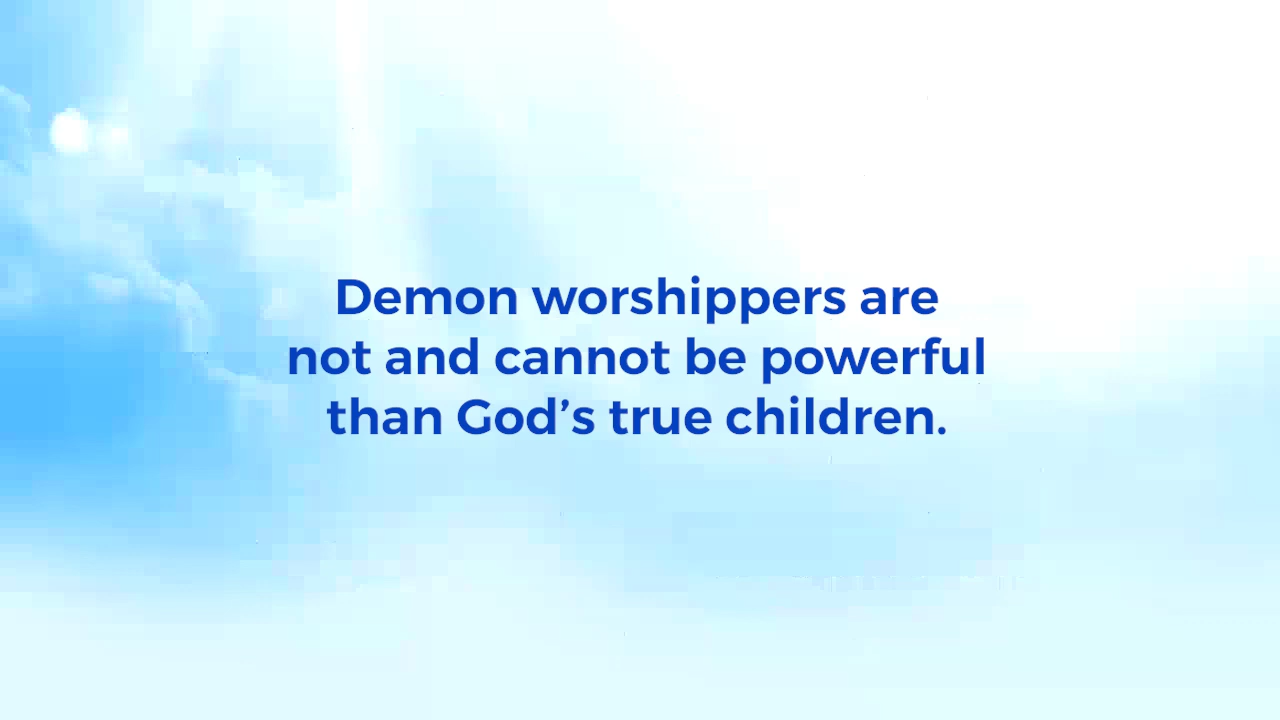 Demon worshippers are
not and cannot be powerful
than God’s true children.